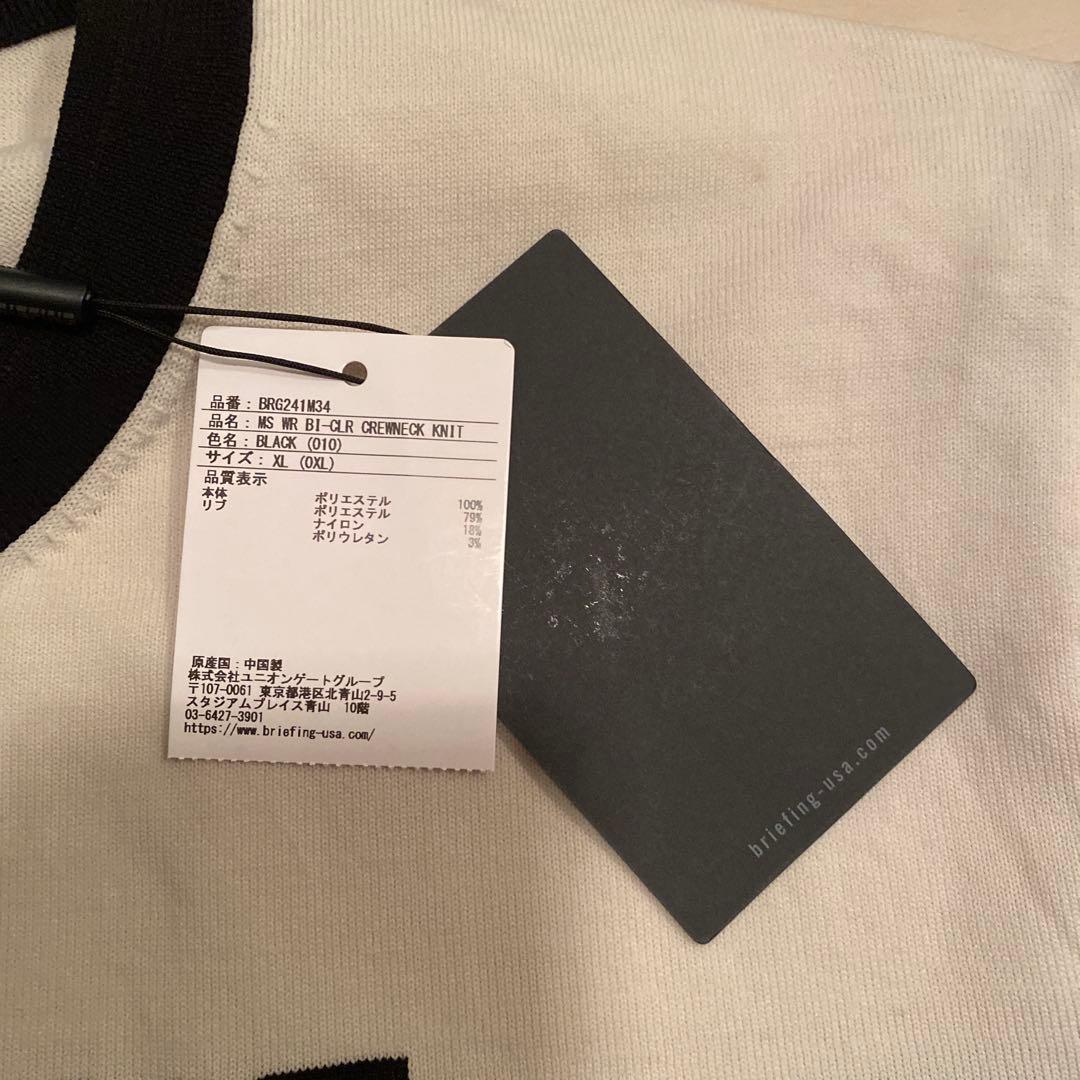 品番：BRG241M34
品名：MS WR BI-CLR CREWNECK KNIT
色名：BLACK (010)
サイズ：XL (0XL)
品質表示
本体 ポリエステル 100%
リブ ポリエステル 79%
ナイロン 18%
ポリウレタン 3%
原産国：中国製
株式会社ユニオンゲートグループ
〒107-0061 東京都港区北青山2-9-5
スタジアムプレイス青山 10階
03-6427-3901
https://www.briefing-usa.com/
briefing-usa.com